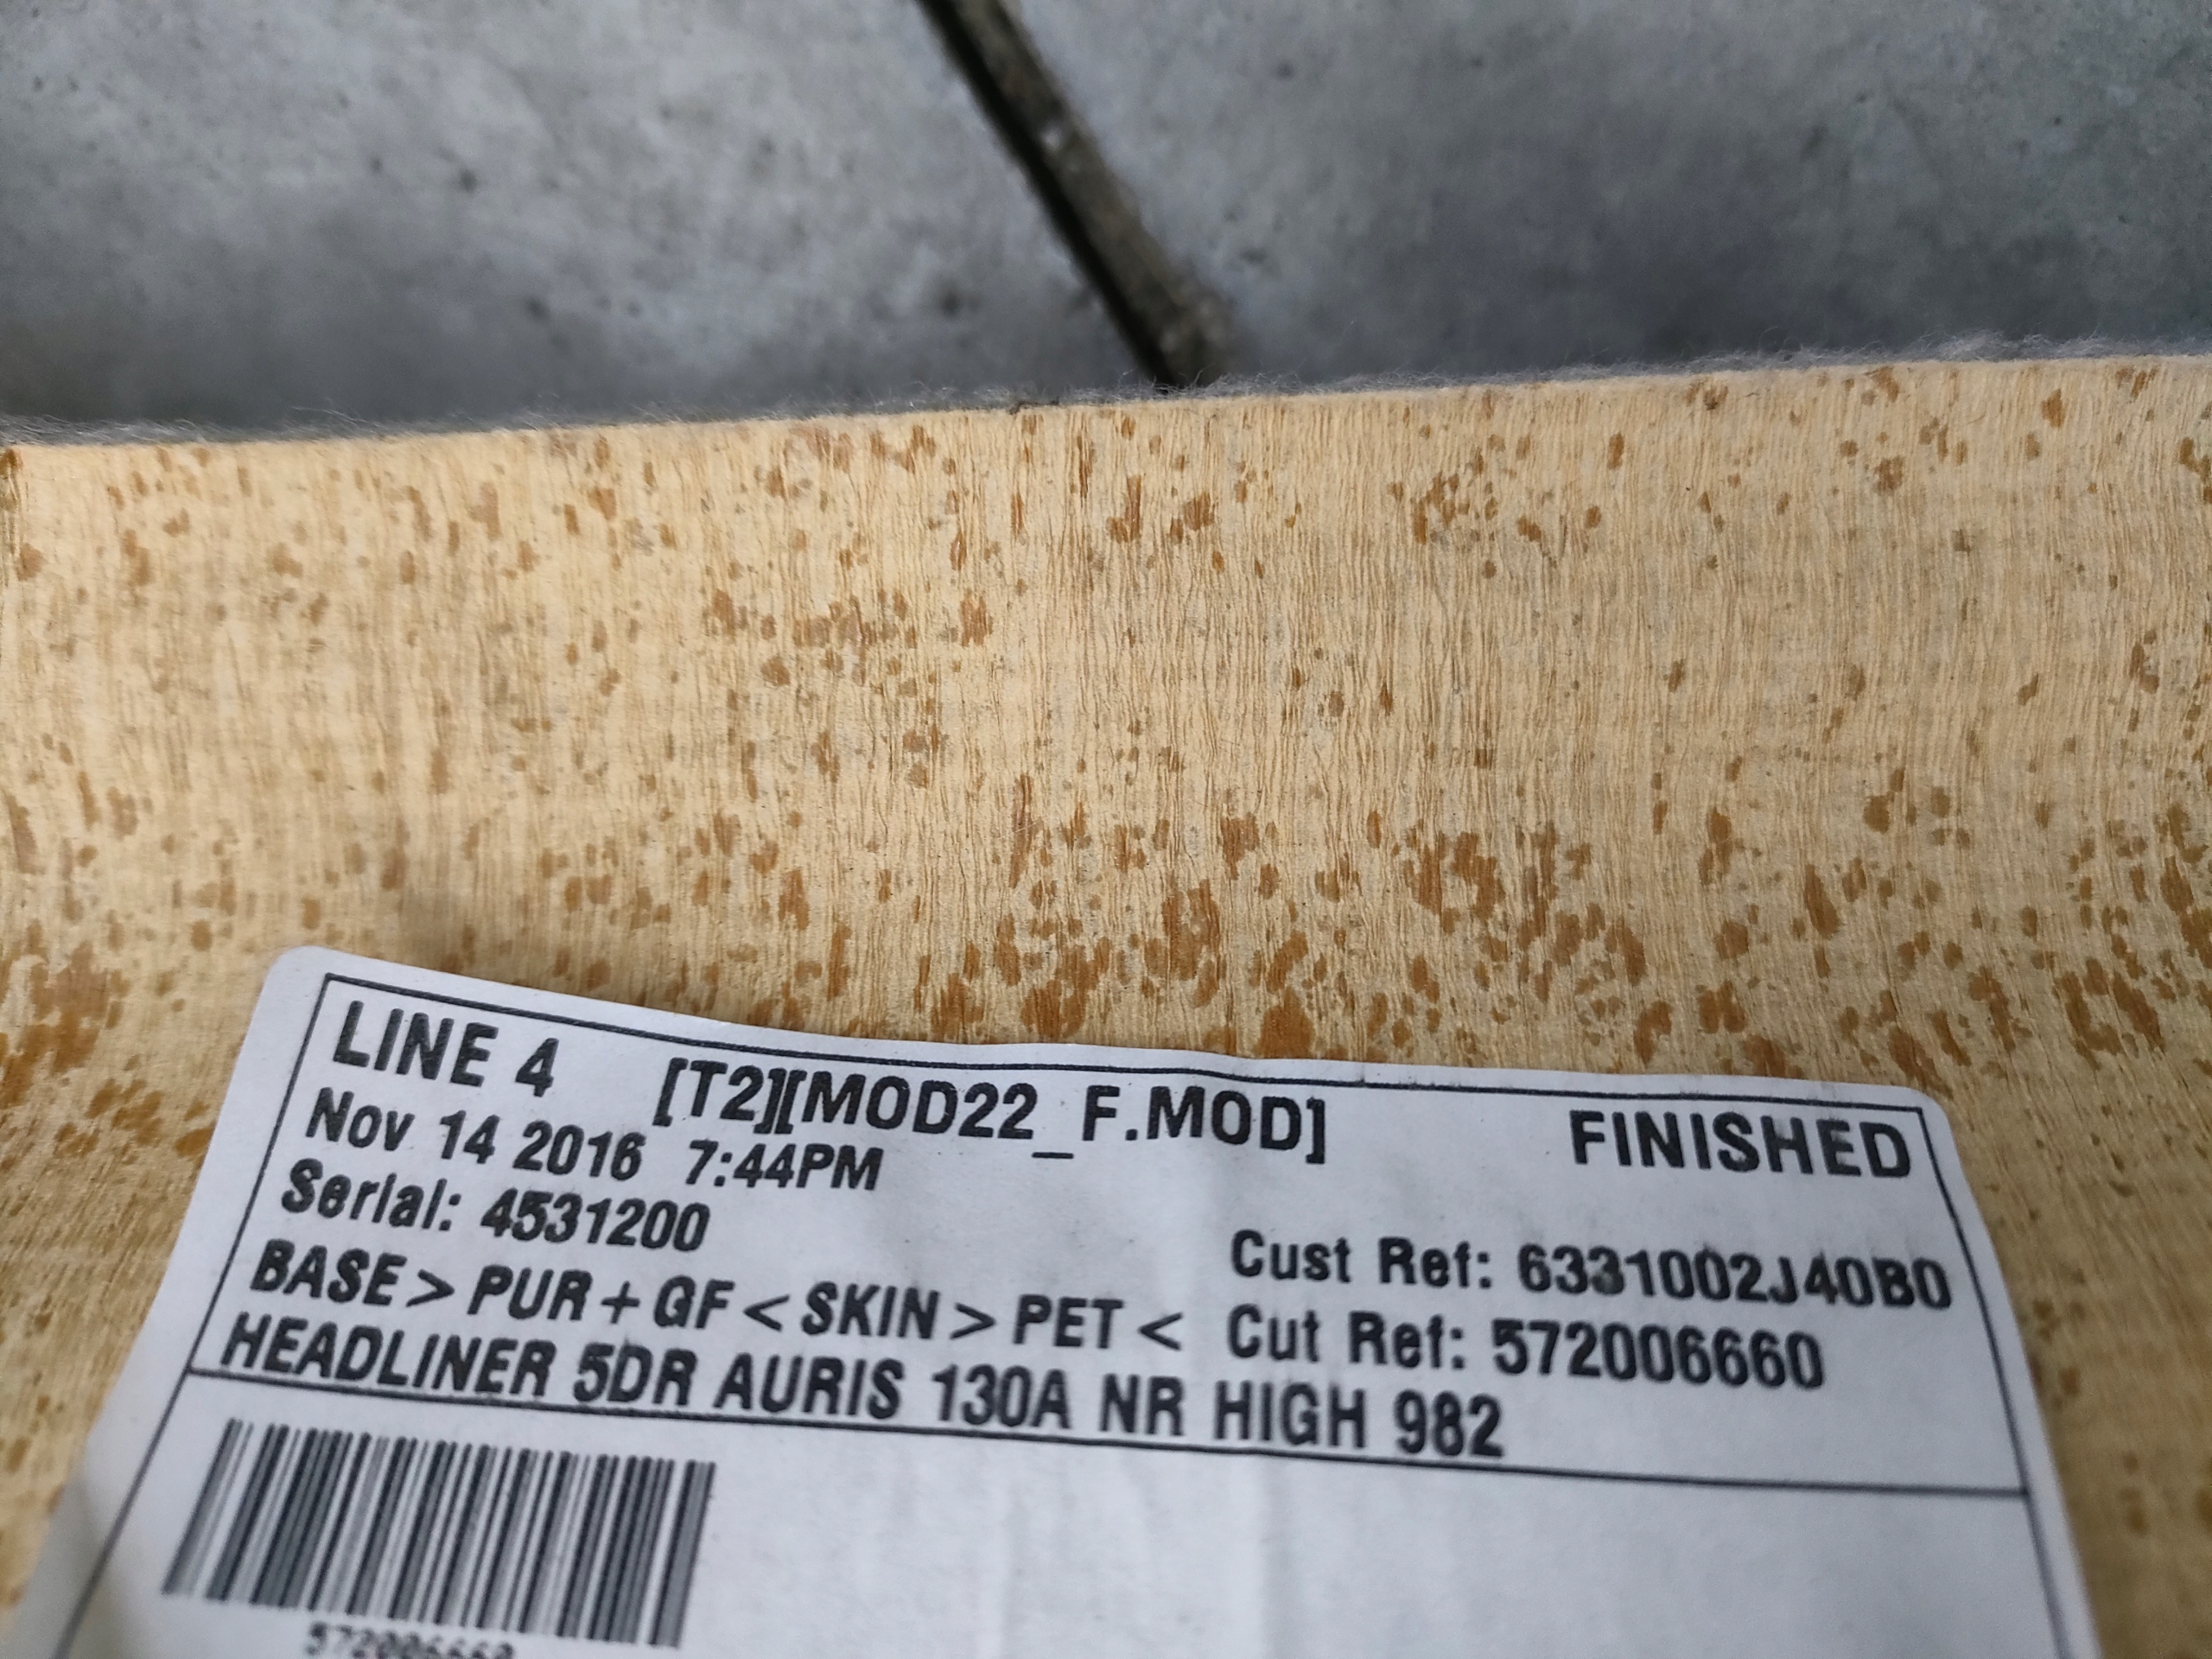 LINE 4 [T2][MOD22_F.MOD] FINISHED
Nov 14 2016 7:44PM
Serial: 4531200
Cust Ref: 6331002J40B0
BASE > PUR + GF < SKIN > PET < Cut Ref: 572006660
HEADLINER 5DR AURIS 130A NR HIGH 982
572006660